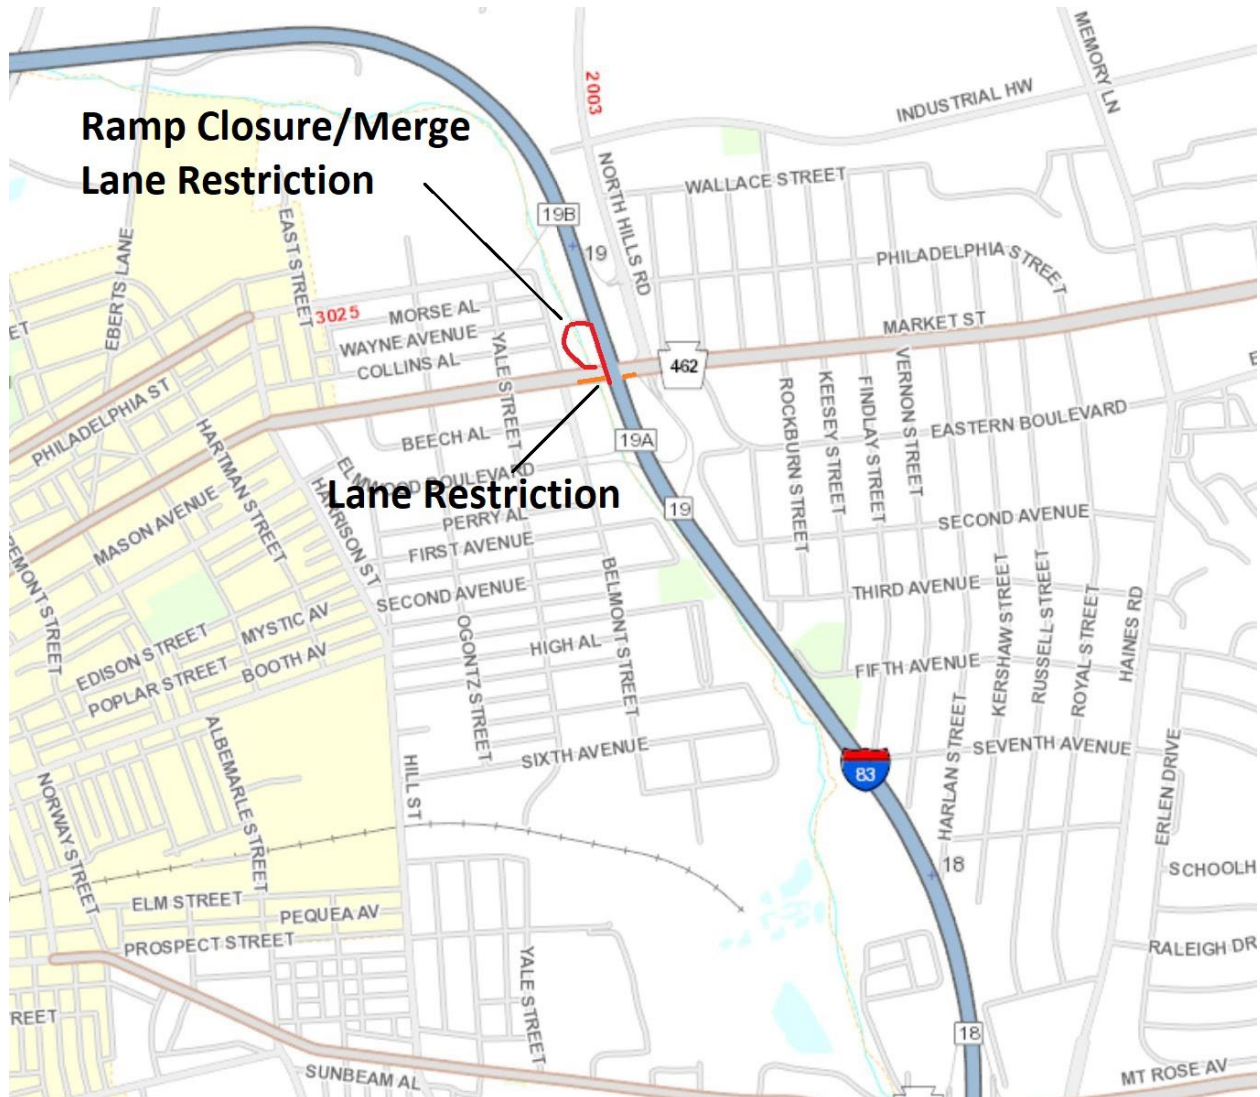 MEMORY LN
2003
INDUSTRIAL HW
Ramp Closure/Merge
Lane Restriction
NORTH HILLS RD
WALLACE STREET
19B
19
EAST STREET
EBERTS LANE
PHILADELPHIA STREET
3025
MORSE AL
WAYNE AVENUE
COLLINS AL
MARKET ST
462
YALE STREET
VERNON STREET
KEESEY STREET
FINDLAY STREET
ROCKBURN STREET
PHILADELPHIA ST
HARTMAN STREET
BEECH AL
19A
EASTERN BOULEVARD
ELMWOOD BOULEVARD
Lane Restriction
HARRISON ST
MASON AVENUE
PERRY AL
19
SECOND AVENUE
FIRST AVENUE
SECOND AVENUE
BELMONT STREET
THIRD AVENUE
KERSHAW STREET
RUSSELL STREET
ROYAL STREET
HAINES RD
EMONT STREET
EDISON STREET
MYSTIC AV
OGONTZ STREET
HIGH AL
POPLAR STREET
BOOTH AV
FIFTH AVENUE
ALBEMARLE STREET
SIXTH AVENUE
HARLAN STREET
SEVENTH AVENUE
83
HILL ST
ERLEN DRIVE
NORWAY STREET
18
SCHOOLH
ELM STREET
PEQUEA AV
PROSPECT STREET
YALE STREET
RALEIGH DR
REET
18
SUNBEAM AL
MT ROSE AV